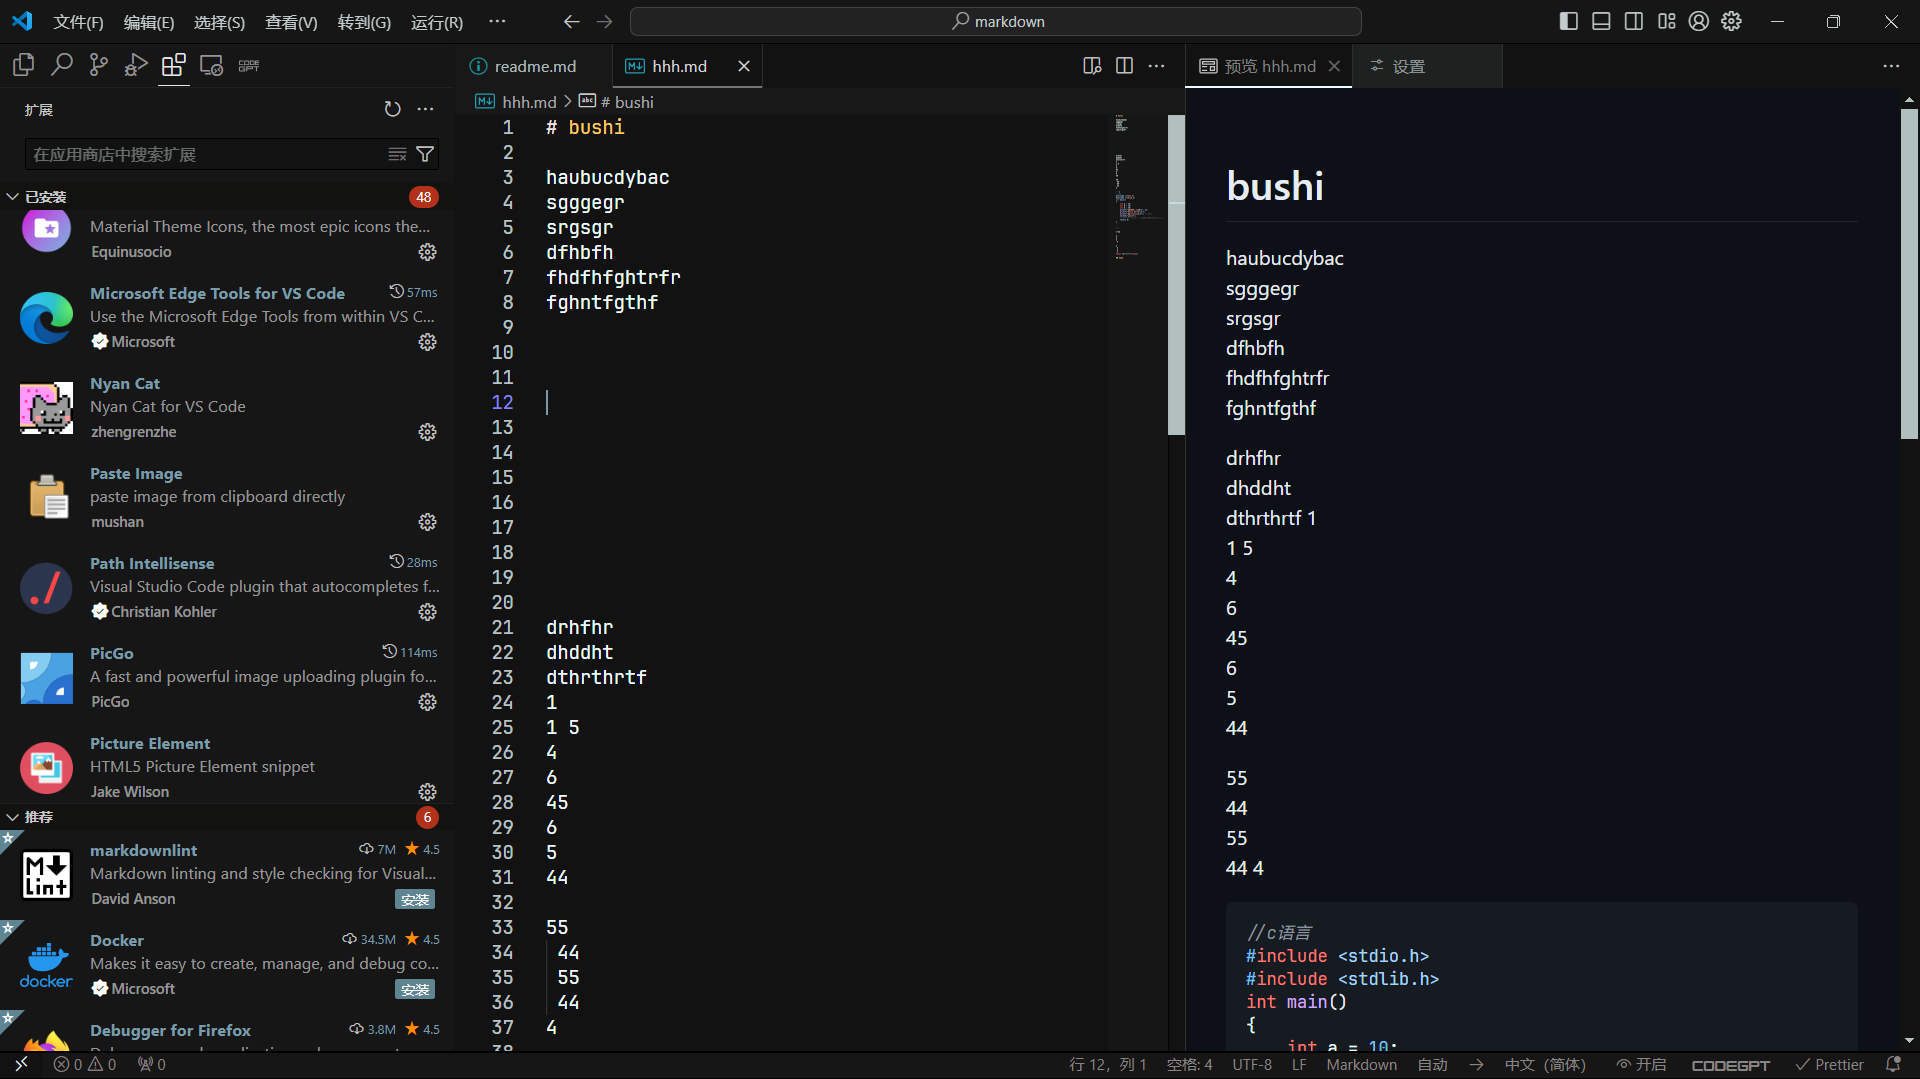 文件(F) 编辑(E) 选择(S) 查看(V) 转到(G) 运行(R) ··· markdown
扩展
在应用商店中搜索扩展
已安装 48
Material Theme Icons, the most epic icons the...
Equinusocio
Microsoft Edge Tools for VS Code 57ms
Use the Microsoft Edge Tools from within VS C...
Microsoft
Nyan Cat
Nyan Cat for VS Code
zhengrenzhe
Paste Image
paste image from clipboard directly
mushan
Path Intellisense 28ms
Visual Studio Code plugin that autocompletes f...
Christian Kohler
PicGo 114ms
A fast and powerful image uploading plugin fo...
PicGo
Picture Element
HTML5 Picture Element snippet
Jake Wilson
推荐 6
markdownlint 7M 4.5
Markdown linting and style checking for Visual...
David Anson 安装
Docker 34.5M 4.5
Makes it easy to create, manage, and debug co...
Microsoft 安装
Debugger for Firefox 3.8M 4.5
readme.md hhh.md
hhh.md > # bushi
1 # bushi
2
3 haubucdybac
4 sgggegr
5 srgsgr
6 dfhbfh
7 fhdfhfghtrfr
8 fghntfgthf
9
10
11
12
13
14
15
16
17
18
19
20
21 drhfhr
22 dhddht
23 dthrthrtf
24 1
25 1 5
26 4
27 6
28 45
29 6
30 5
31 44
32
33 55
34 44
35 55
36 44
37 4
38
预览 hhh.md 设置
bushi
haubucdybac
sgggegr
srgsgr
dfhbfh
fhdfhfghtrfr
fghntfgthf
drhfhr
dhddht
dthrthrtf 1
1 5
4
6
45
6
5
44
55
44
55
44 4
//c语言
#include <stdio.h>
#include <stdlib.h>
int main()
{
int a = 10;
0 0 0 行 12，列 1 空格: 4 UTF-8 LF Markdown 自动 中文（简体） 开启 CODEGPT Prettier